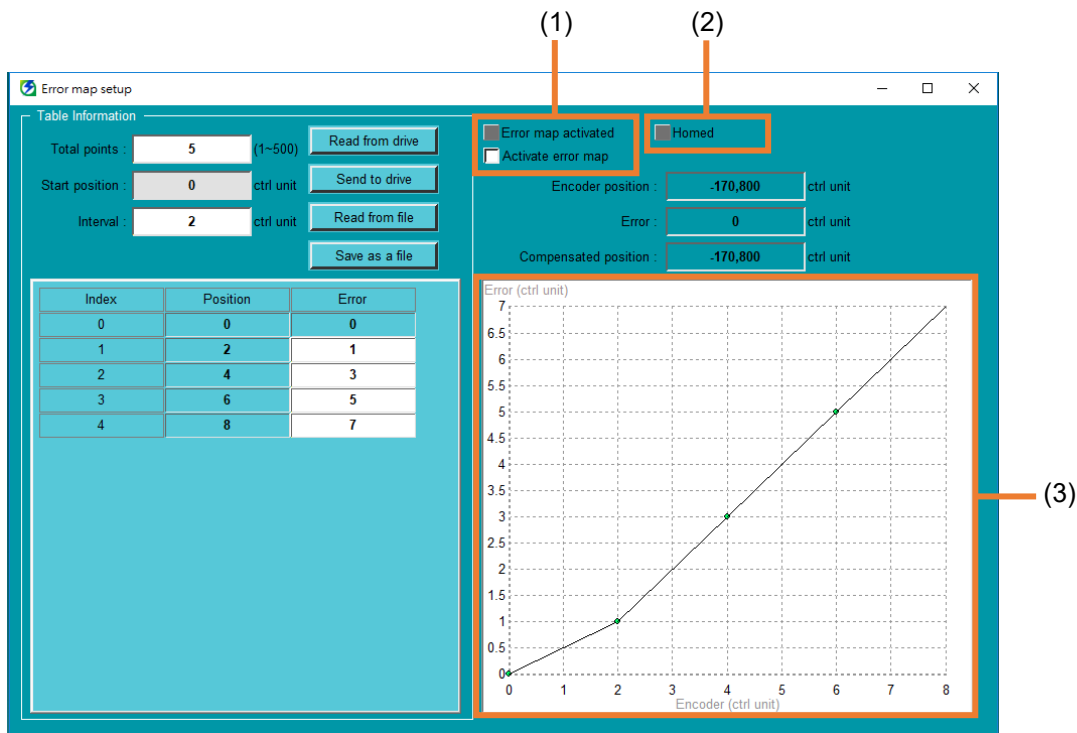 (1)
(2)
Error map setup
Table Information
Total points : 5 (1~500)
Read from drive
Start position : 0 ctrl unit
Send to drive
Interval : 2 ctrl unit
Read from file
Save as a file
Error map activated
Homed
Activate error map
Encoder position : -170,800 ctrl unit
Error : 0 ctrl unit
Compensated position : -170,800 ctrl unit
Index Position Error
0 0 0
1 2 1
2 4 3
3 6 5
4 8 7
Error (ctrl unit)
7
6.5
6
5.5
5
4.5
4
3.5
3
2.5
2
1.5
1
0.5
0
0 1 2 3 4 5 6 7 8
Encoder (ctrl unit)
(3)